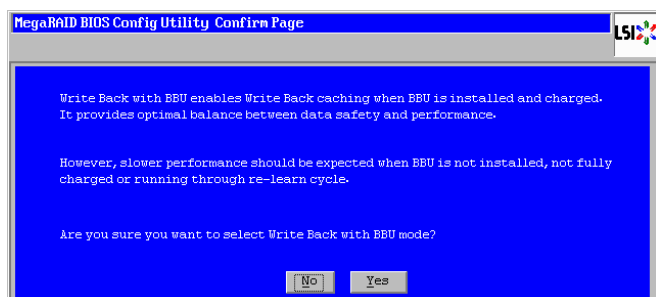 MegaRAID BIOS Config Utility Confirm Page
LSI
Write Back with BBU enables Write Back caching when BBU is installed and charged.
It provides optimal balance between data safety and performance.
However, slower performance should be expected when BBU is not installed, not fully
charged or running through re-learn cycle.
Are you sure you want to select Write Back with BBU mode?
No Yes